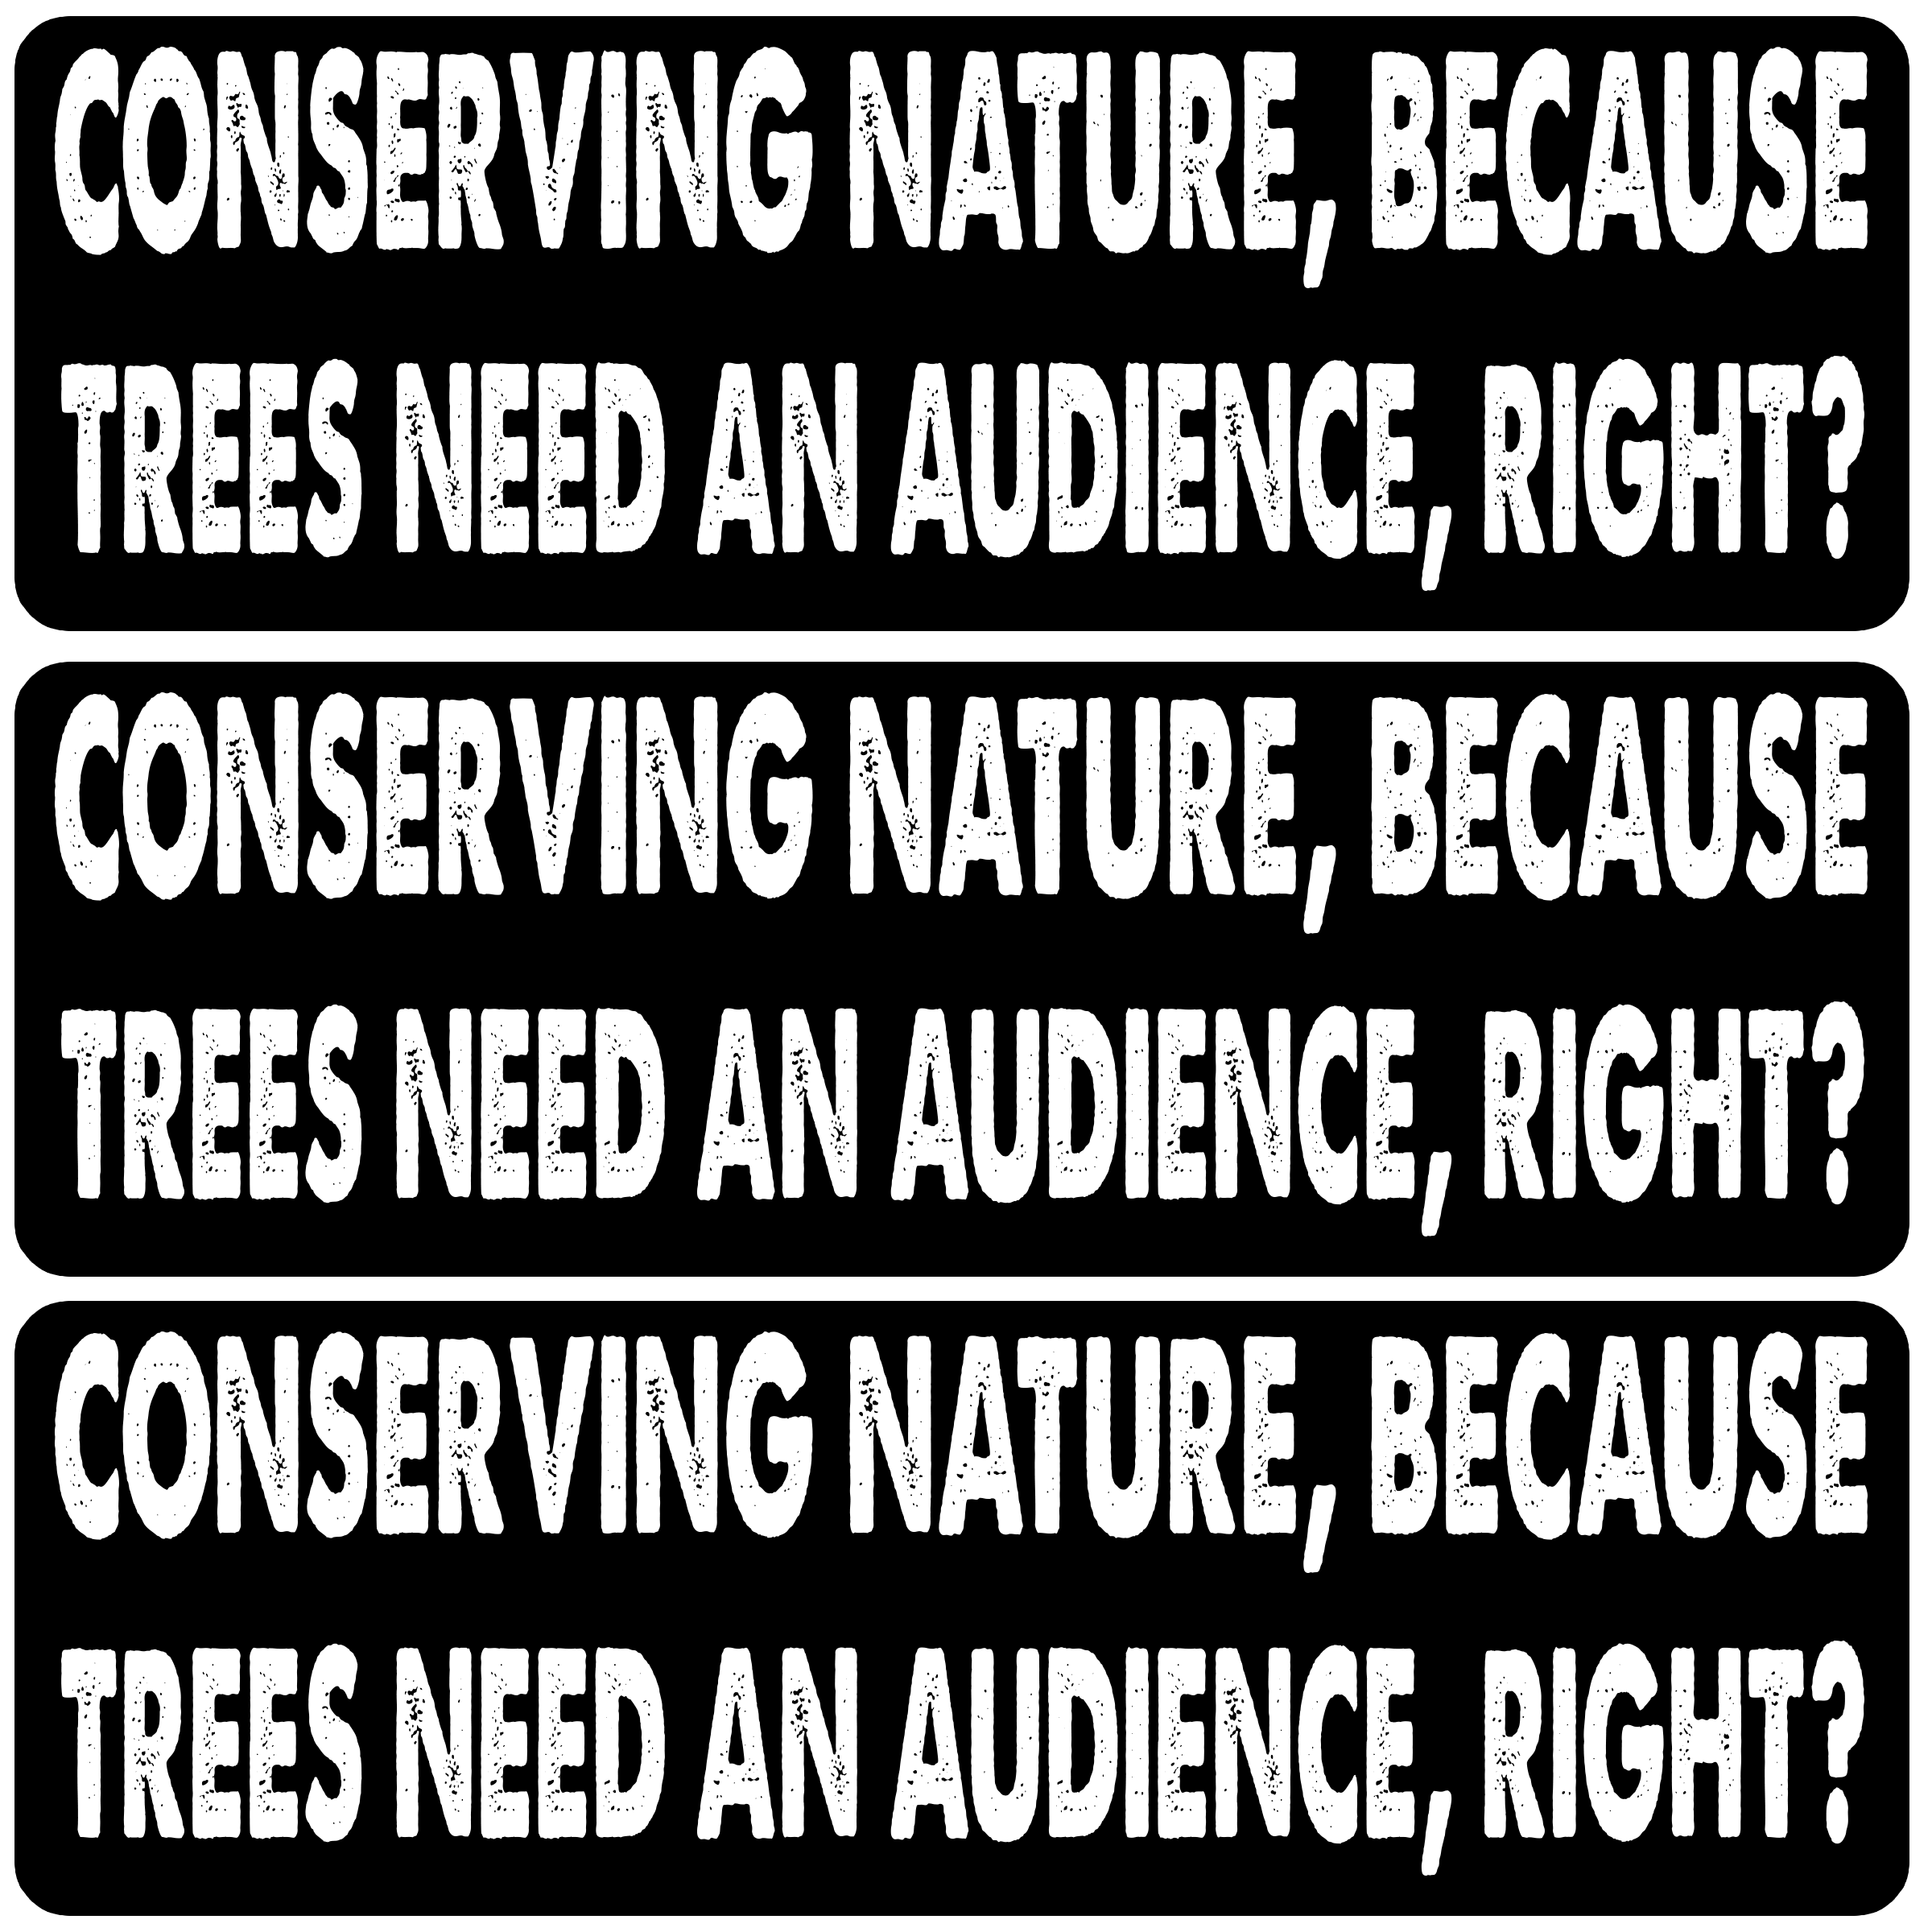 CONSERVING NATURE, BECAUSE
TREES NEED AN AUDIENCE, RIGHT?
CONSERVING NATURE, BECAUSE
TREES NEED AN AUDIENCE, RIGHT?
CONSERVING NATURE, BECAUSE
TREES NEED AN AUDIENCE, RIGHT?